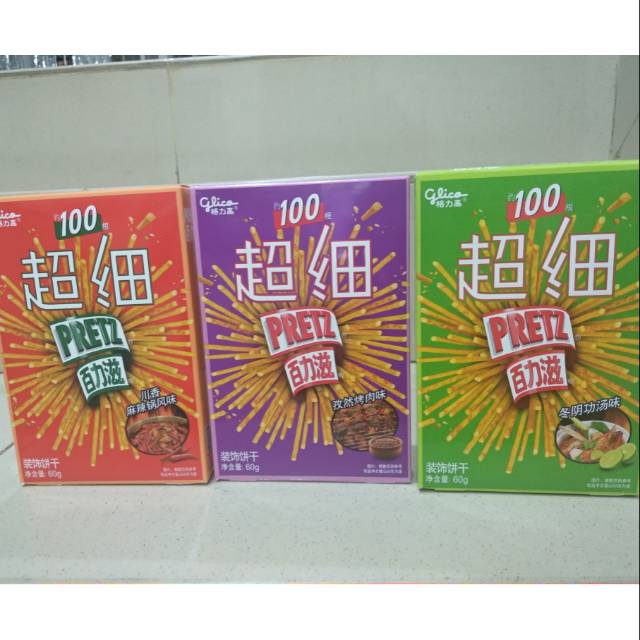 glico
格力高
约100根
超细
PRETZ
百力滋
川香
麻辣锅风味
装饰饼干
净含量: 60g
glico
格力高
约100根
超细
PRETZ
百力滋
孜然烤肉味
装饰饼干
净含量: 60g
glico
格力高
约100根
超细
PRETZ
百力滋
冬阴功汤味
装饰饼干
净含量: 60g